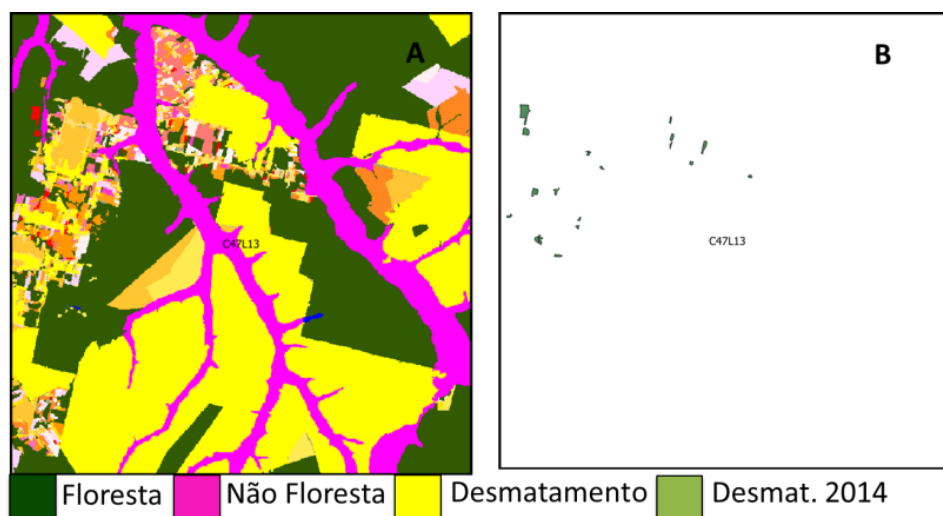 A
B
C47L13
C47L13
Floresta
Não Floresta
Desmatamento
Desmat. 2014